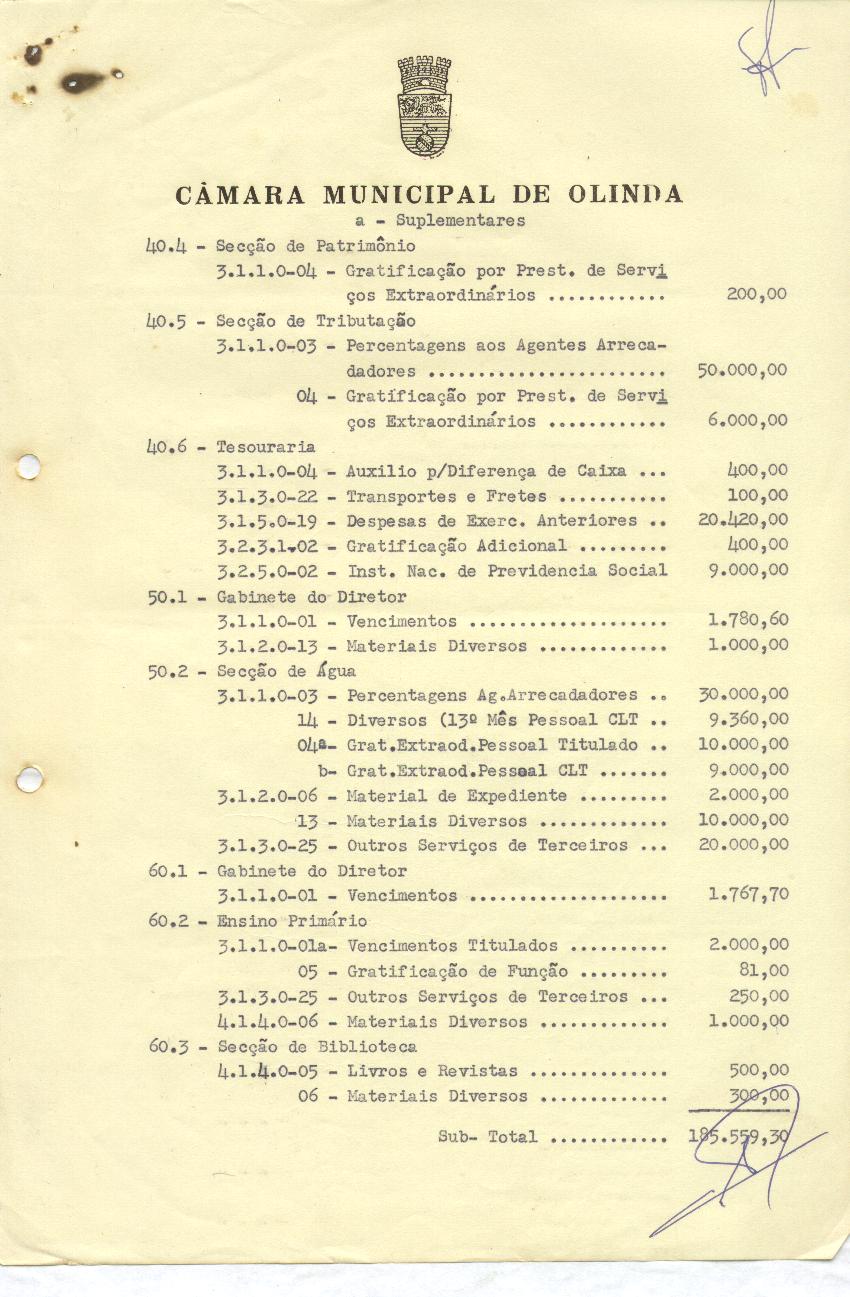 CÂMARA MUNICIPAL DE OLINDA
a - Suplementares
40.4 - Secção de Patrimônio
3.1.1.0-04 - Gratificação por Prest. de Servi
ços Extraordinários ............ 200,00
40.5 - Secção de Tributação
3.1.1.0-03 - Percentagens aos Agentes Arreca-
dadores ........................ 50.000,00
04 - Gratificação por Prest. de Servi
ços Extraordinários ............ 6.000,00
40.6 - Tesouraria
3.1.1.0-04 - Auxilio p/Diferença de Caixa ... 400,00
3.1.3.0-22 - Transportes e Fretes ........... 100,00
3.1.5.0-19 - Despesas de Exerc. Anteriores .. 20.420,00
3.2.3.1.02 - Gratificação Adicional ......... 400,00
3.2.5.0-02 - Inst. Nac. de Previdencia Social 9.000,00
50.1 - Gabinete do Diretor
3.1.1.0-01 - Vencimentos .................... 1.780,60
3.1.2.0-13 - Materiais Diversos ............. 1.000,00
50.2 - Secção de Água
3.1.1.0-03 - Percentagens Ag.Arrecadadores .. 30.000,00
14 - Diversos (13º Mês Pessoal CLT .. 9.360,00
04a- Grat.Extraod.Pessoal Titulado .. 10.000,00
b- Grat.Extraod.Pessoal CLT ....... 9.000,00
3.1.2.0-06 - Material de Expediente ......... 2.000,00
13 - Materiais Diversos ............. 10.000,00
3.1.3.0-25 - Outros Serviços de Terceiros ... 20.000,00
60.1 - Gabinete do Diretor
3.1.1.0-01 - Vencimentos .................... 1.767,70
60.2 - Ensino Primário
3.1.1.0-01a- Vencimentos Titulados .......... 2.000,00
05 - Gratificação de Função ......... 81,00
3.1.3.0-25 - Outros Serviços de Terceiros ... 250,00
4.1.4.0-06 - Materiais Diversos ............. 1.000,00
60.3 - Secção de Biblioteca
4.1.4.0-05 - Livros e Revistas .............. 500,00
06 - Materiais Diversos ............. 300,00
Sub- Total ............ 185.559,30